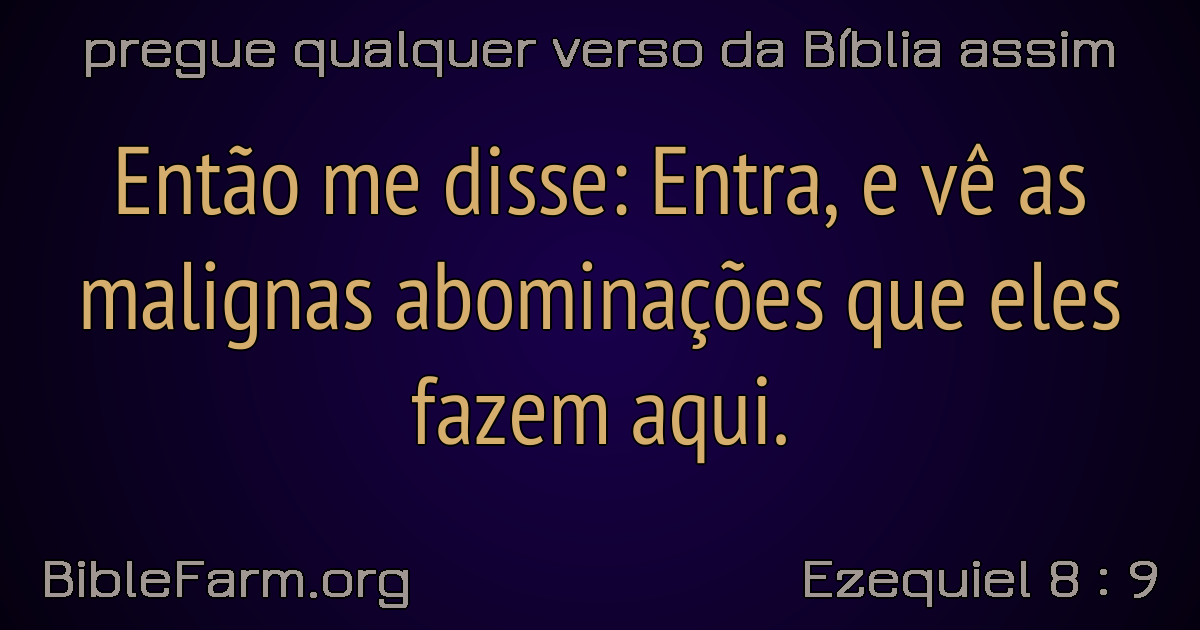 pregue qualquer verso da Bíblia assim
Então me disse: Entra, e vê as
malignas abominações que eles
fazem aqui.
BibleFarm.org
Ezequiel 8 : 9